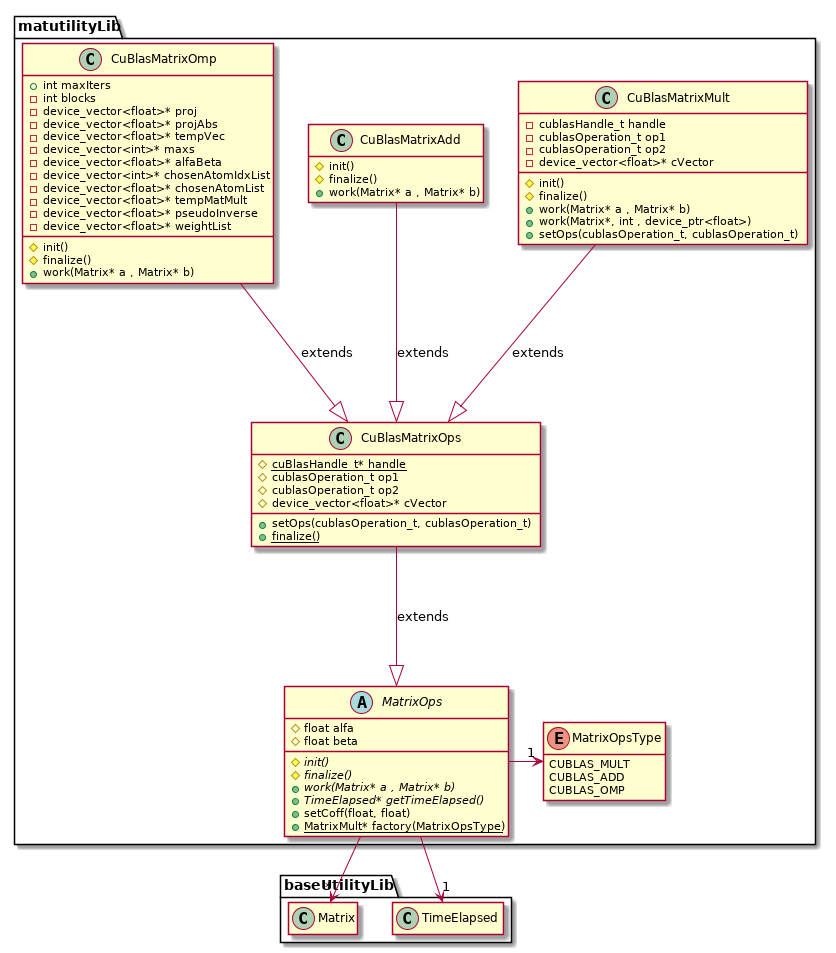 matutilityLib
C CuBlasMatrixOmp
int maxIters
int blocks
device_vector<float>* proj
device_vector<float>* projAbs
device_vector<float>* tempVec
device_vector<int>* maxs
device_vector<float>* alfaBeta
device_vector<int>* chosenAtomIdxList
device_vector<float>* chosenAtomList
device_vector<float>* tempMatMult
device_vector<float>* pseudoInverse
device_vector<float>* weightList
init()
finalize()
work(Matrix* a , Matrix* b)
C CuBlasMatrixAdd
init()
finalize()
work(Matrix* a , Matrix* b)
C CuBlasMatrixMult
cublasHandle_t handle
cublasOperation_t op1
cublasOperation_t op2
device_vector<float>* cVector
init()
finalize()
work(Matrix* a , Matrix* b)
work(Matrix*, int , device_ptr<float>)
setOps(cublasOperation_t, cublasOperation_t)
extends
extends
extends
C CuBlasMatrixOps
cuBlasHandle_t* handle
cublasOperation_t op1
cublasOperation_t op2
device_vector<float>* cVector
setOps(cublasOperation_t, cublasOperation_t)
finalize()
extends
A MatrixOps
float alfa
float beta
init()
finalize()
work(Matrix* a , Matrix* b)
TimeElapsed* getTimeElapsed()
setCoff(float, float)
MatrixMult* factory(MatrixOpsType)
1
E MatrixOpsType
CUBLAS_MULT
CUBLAS_ADD
CUBLAS_OMP
baseUtilityLib
1
C Matrix
C TimeElapsed